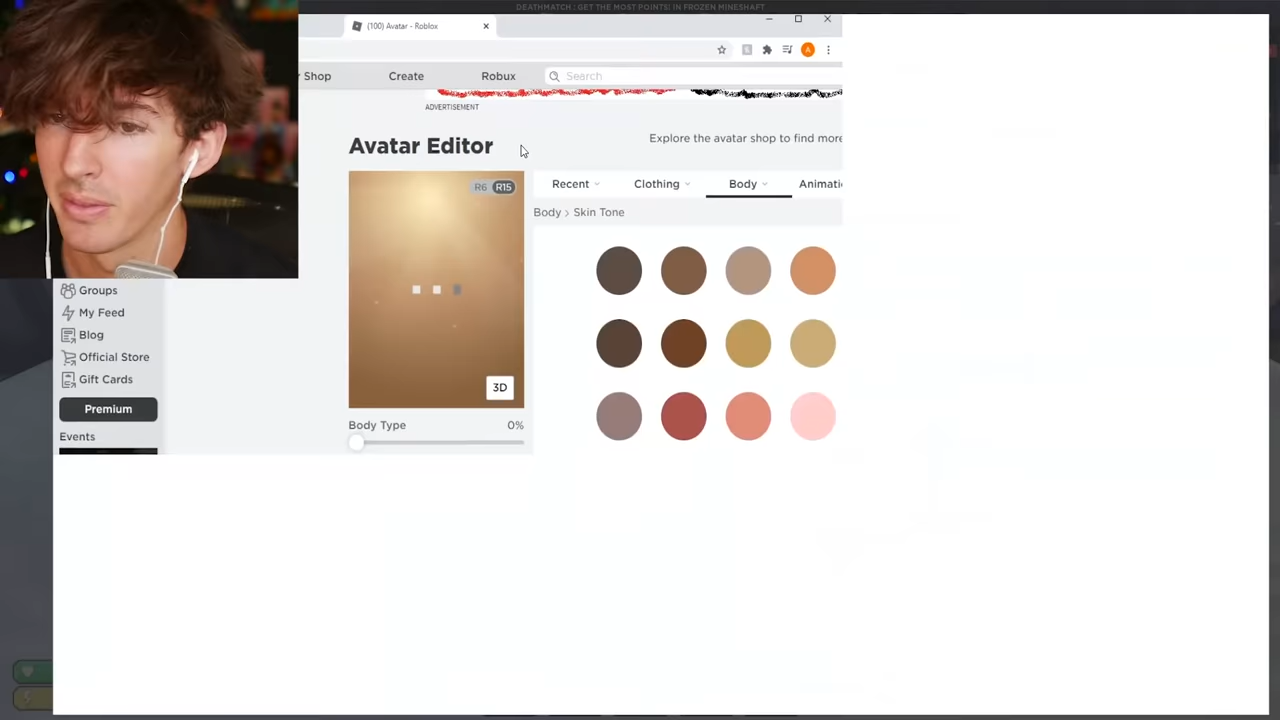 DEATHMATCH : GET THE MOST POINTS! IN FROZEN MINESHAFT
(100) Avatar - Roblox
A
Shop
Create
Robux
Search
ADVERTISEMENT
Avatar Editor
Explore the avatar shop to find more
R6 R15
Recent
Clothing
Body
Animati
Body > Skin Tone
3D
Body Type 0%
Groups
My Feed
Blog
Official Store
Gift Cards
Premium
Events